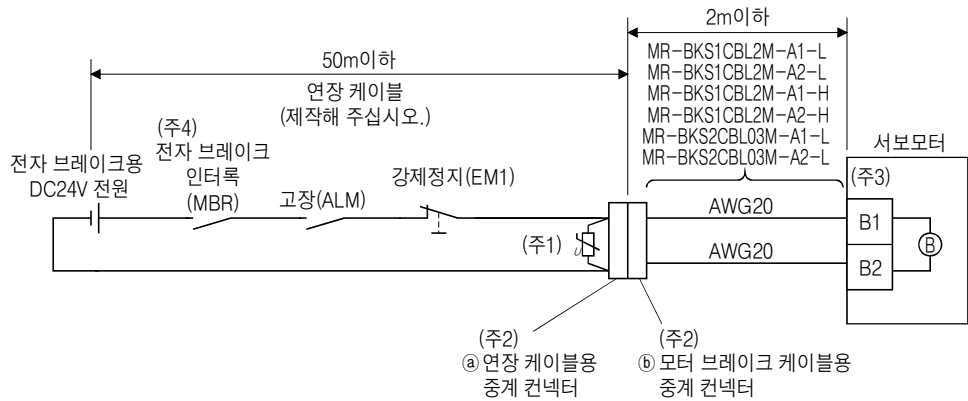 2m이하
50m이하
연장 케이블
(제작해 주십시오.)
MR-BKS1CBL2M-A1-L
MR-BKS1CBL2M-A2-L
MR-BKS1CBL2M-A1-H
MR-BKS1CBL2M-A2-H
MR-BKS2CBL03M-A1-L
MR-BKS2CBL03M-A2-L
서보모터
전자 브레이크용
DC24V 전원
(주4)
전자 브레이크
인터록
(MBR)
고장(ALM)
강제정지(EM1)
(주1)
AWG20
AWG20
(주3)
B1
B2
B
(주2)
ⓐ 연장 케이블용
중계 컨넥터
(주2)
ⓑ 모터 브레이크 케이블용
중계 컨넥터